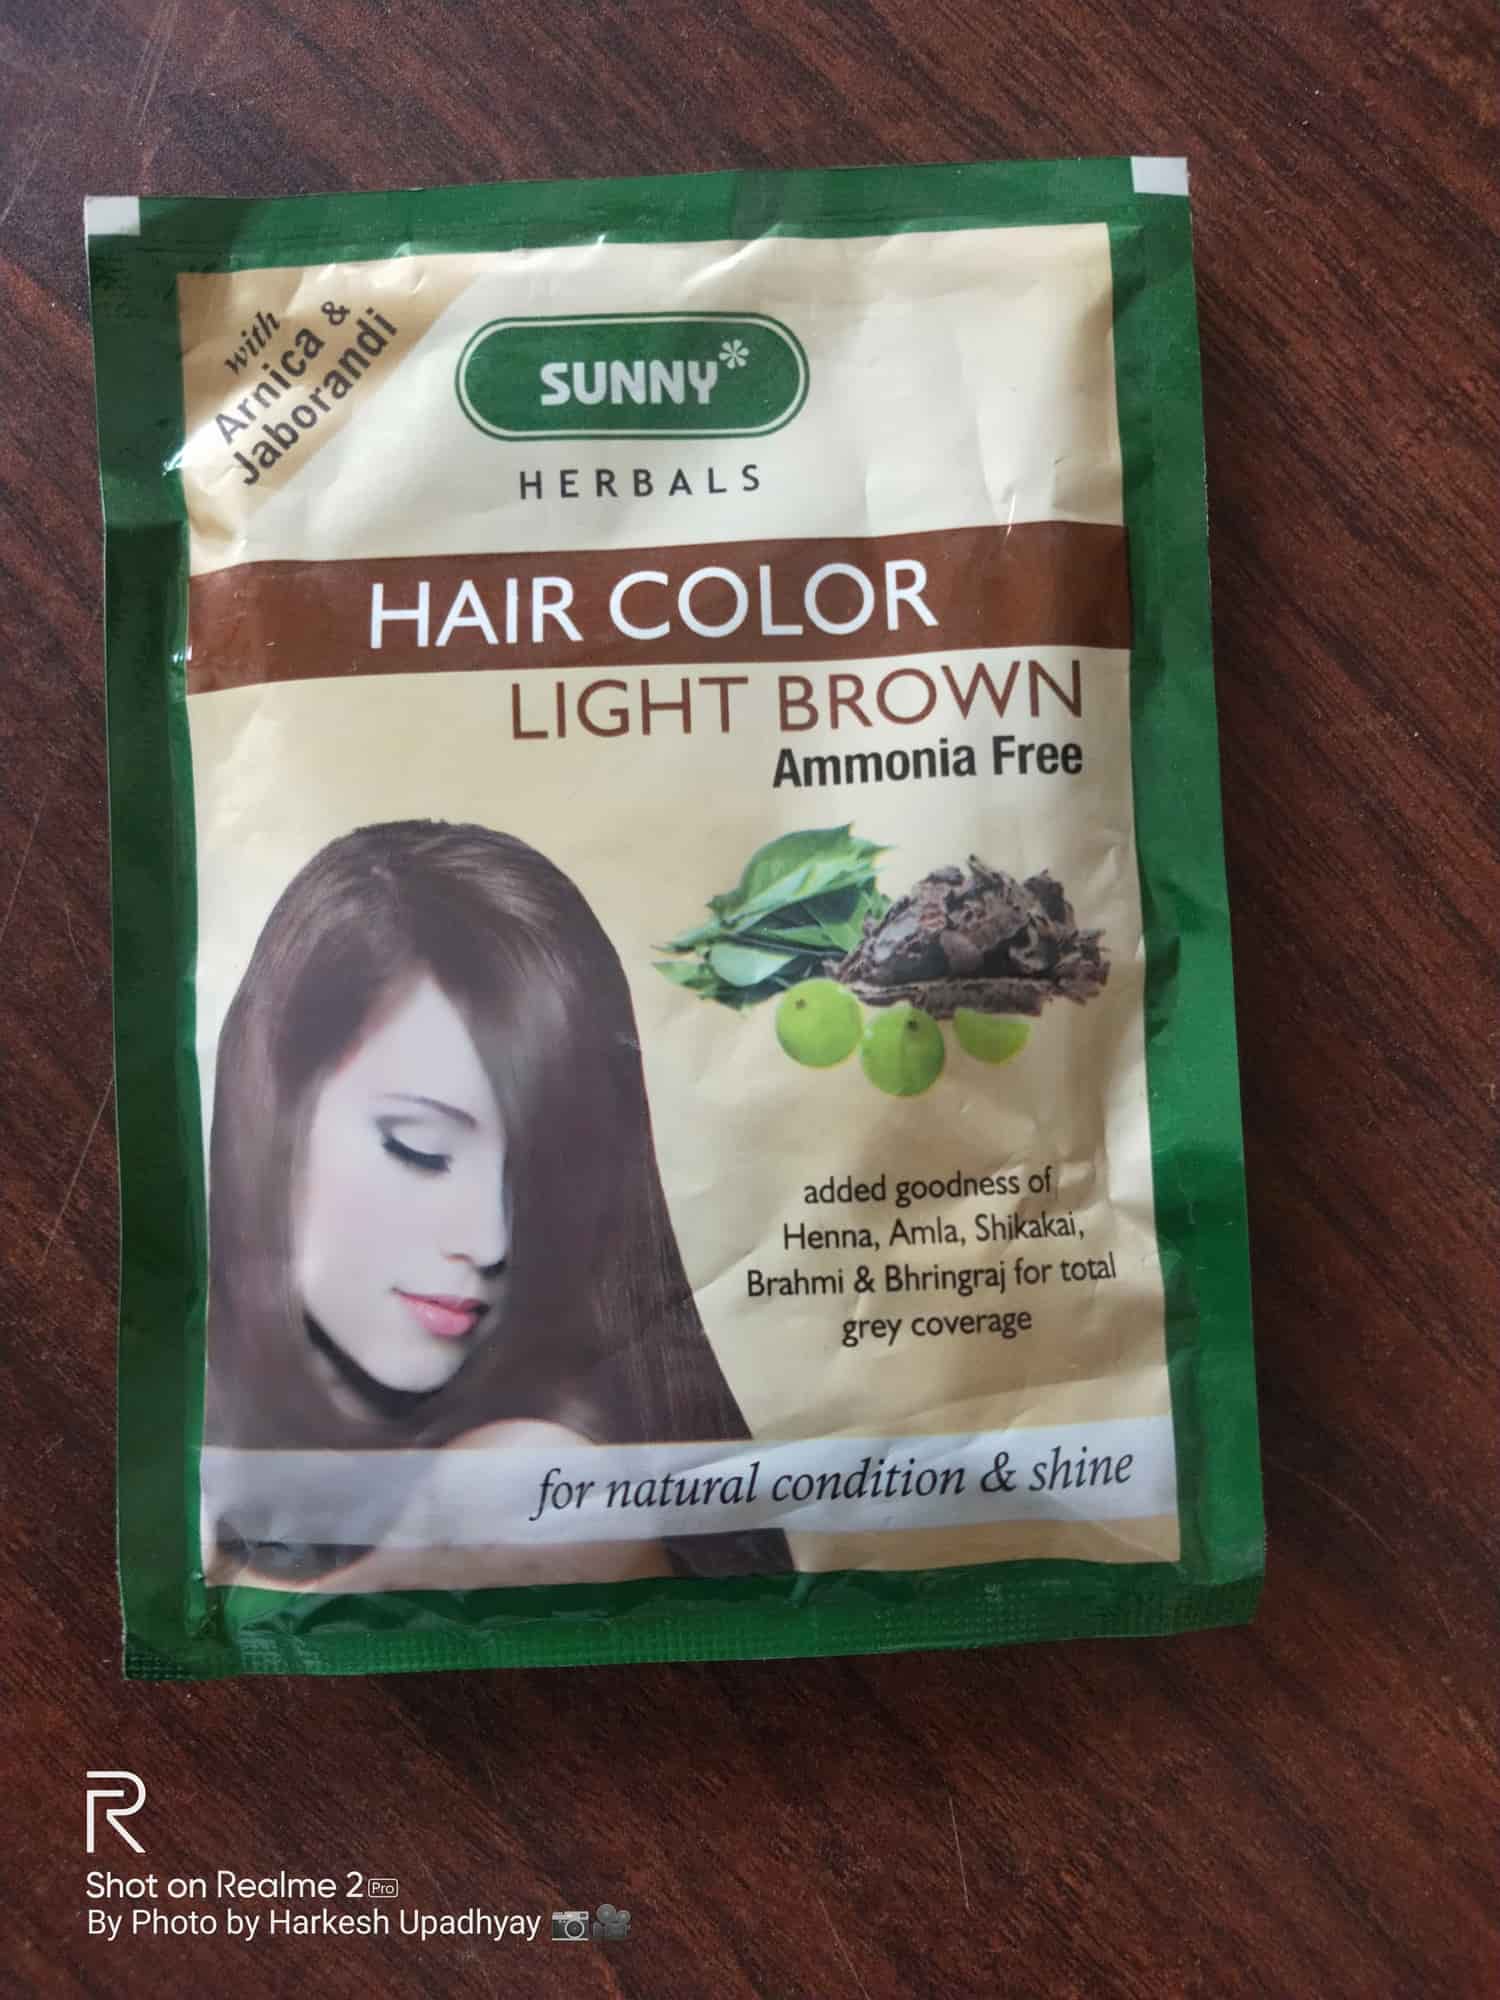 with
Arnica &
Jaborandi
SUNNY*
HERBALS
HAIR COLOR
LIGHT BROWN
Ammonia Free
added goodness of
Henna, Amla, Shikakai,
Brahmi & Bhringraj for total
grey coverage
for natural condition & shine
R
Shot on Realme 2 Pro
By Photo by Harkesh Upadhyay 📷🎥